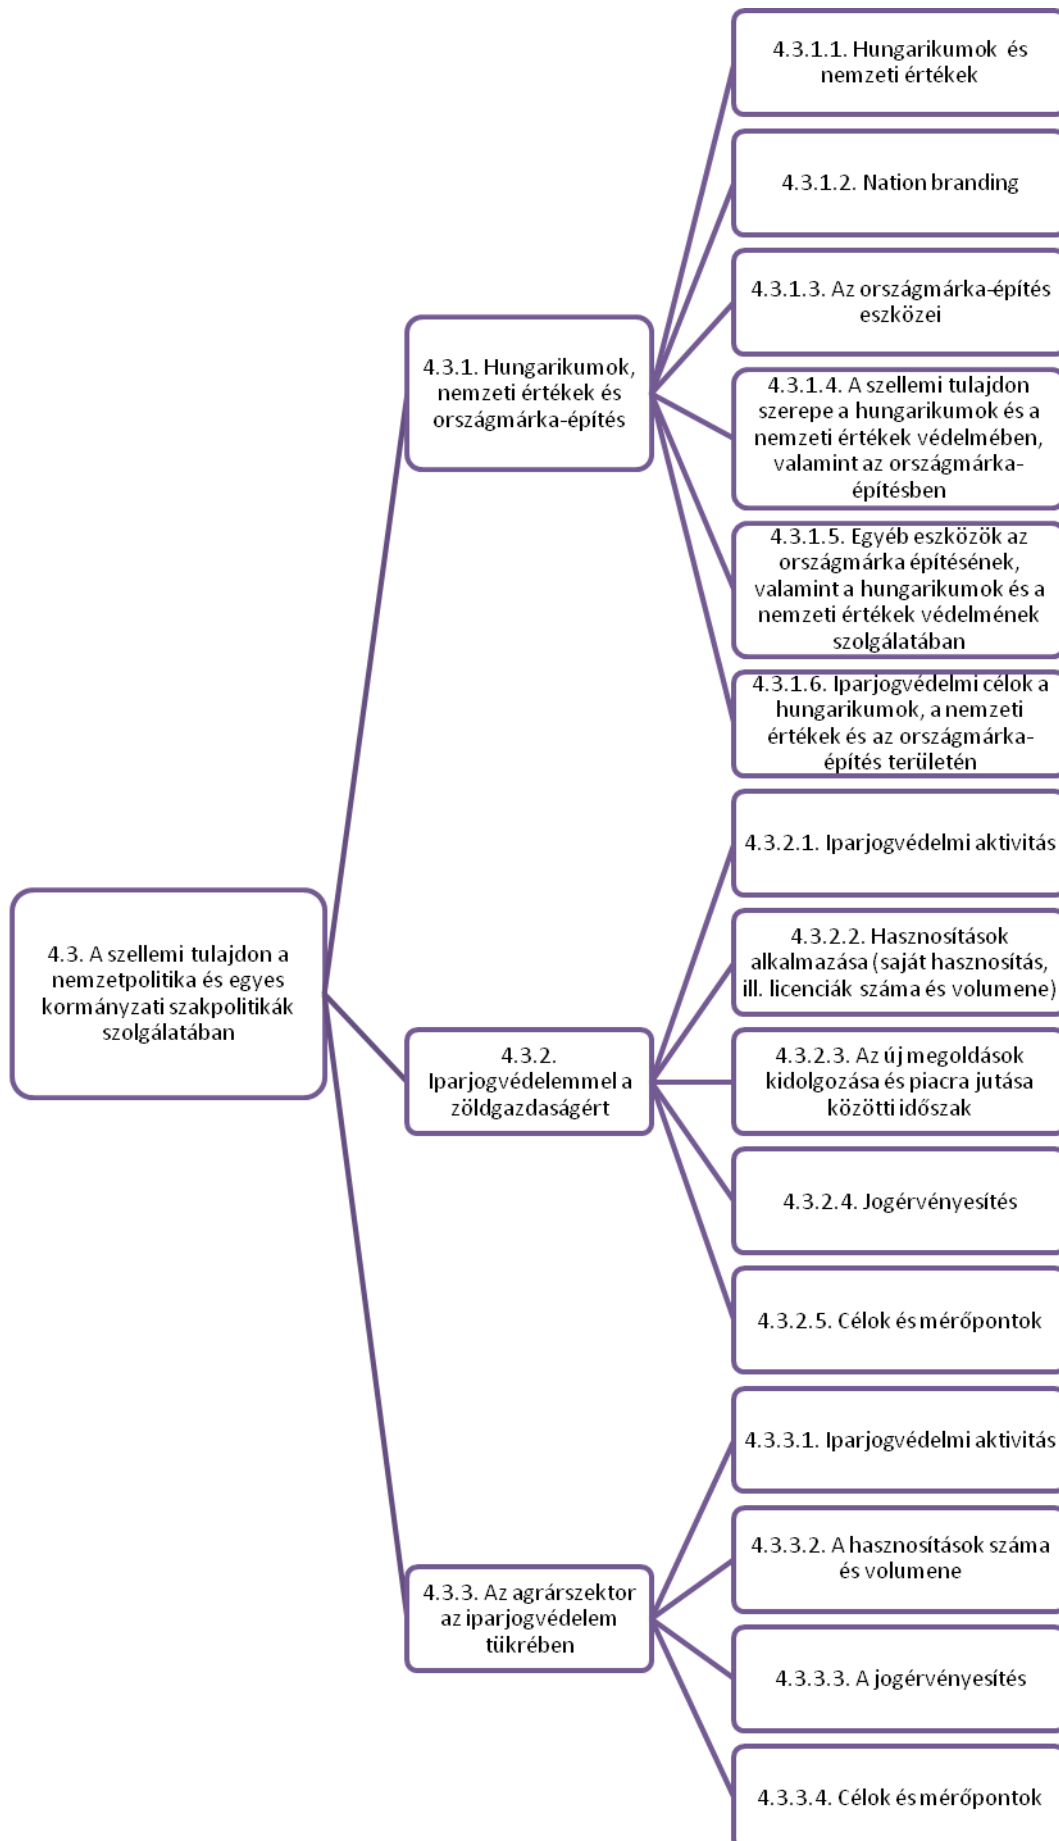 4.3. A szellemi tulajdon a
nemzetpolitika és egyes
kormányzati szakpolitikák
szolgálatában
4.3.1. Hungarikumok,
nemzeti értékek és
országmárka-építés
4.3.1.1. Hungarikumok és
nemzeti értékek
4.3.1.2. Nation branding
4.3.1.3. Az országmárka-építés
eszközei
4.3.1.4. A szellemi tulajdon
szerepe a hungarikumok és a
nemzeti értékek védelmében,
valamint az országmárka-
építésben
4.3.1.5. Egyéb eszközök az
országmárka építésének,
valamint a hungarikumok és a
nemzeti értékek védelmének
szolgálatában
4.3.1.6. Iparjogvédelmi célok a
hungarikumok, a nemzeti
értékek és az országmárka-
építés területén
4.3.2.
Iparjogvédelemmel a
zöldgazdaságért
4.3.2.1. Iparjogvédelmi aktivitás
4.3.2.2. Hasznosítások
alkalmazása (saját hasznosítás,
ill. licenciák száma és volumene)
4.3.2.3. Az új megoldások
kidolgozása és piacra jutása
közötti időszak
4.3.2.4. Jogérvényesítés
4.3.2.5. Célok és mérőpontok
4.3.3. Az agrárszektor
az iparjogvédelem
tükrében
4.3.3.1. Iparjogvédelmi aktivitás
4.3.3.2. A hasznosítások száma
és volumene
4.3.3.3. A jogérvényesítés
4.3.3.4. Célok és mérőpontok